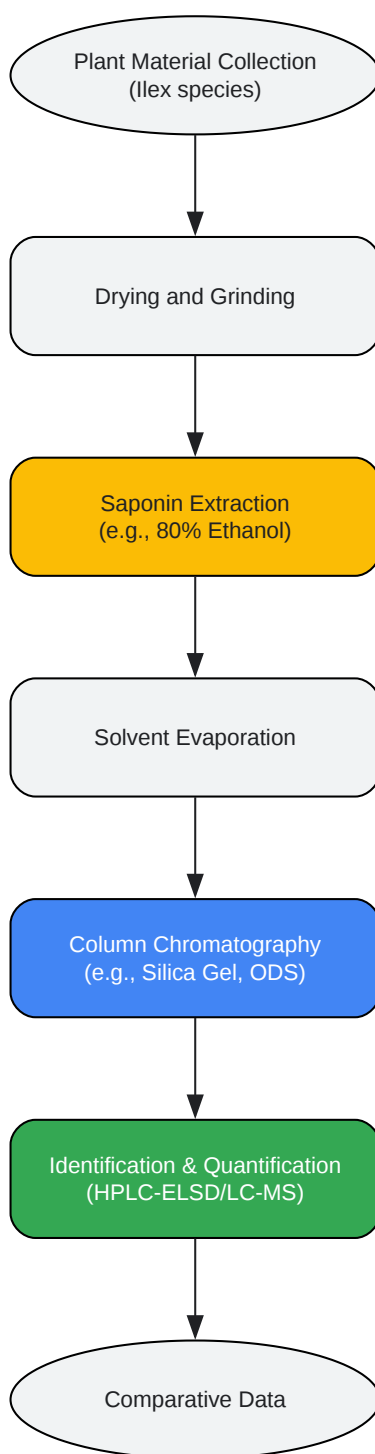 Plant Material Collection
(Ilex species)
Drying and Grinding
Saponin Extraction
(e.g., 80% Ethanol)
Solvent Evaporation
Column Chromatography
(e.g., Silica Gel, ODS)
Identification & Quantification
(HPLC-ELSD/LC-MS)
Comparative Data